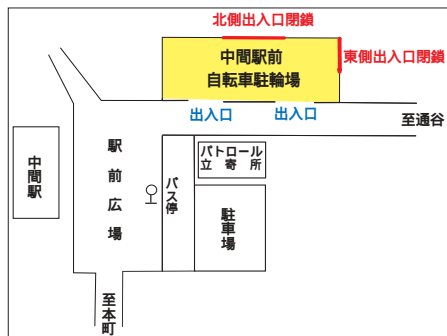 北側出入口閉鎖
中間駅前
自転車駐輪場
東側出入口閉鎖
出入口
出入口
至通谷
中間駅
駅前広場
バス停
パトロール
立寄所
駐車場
至本町